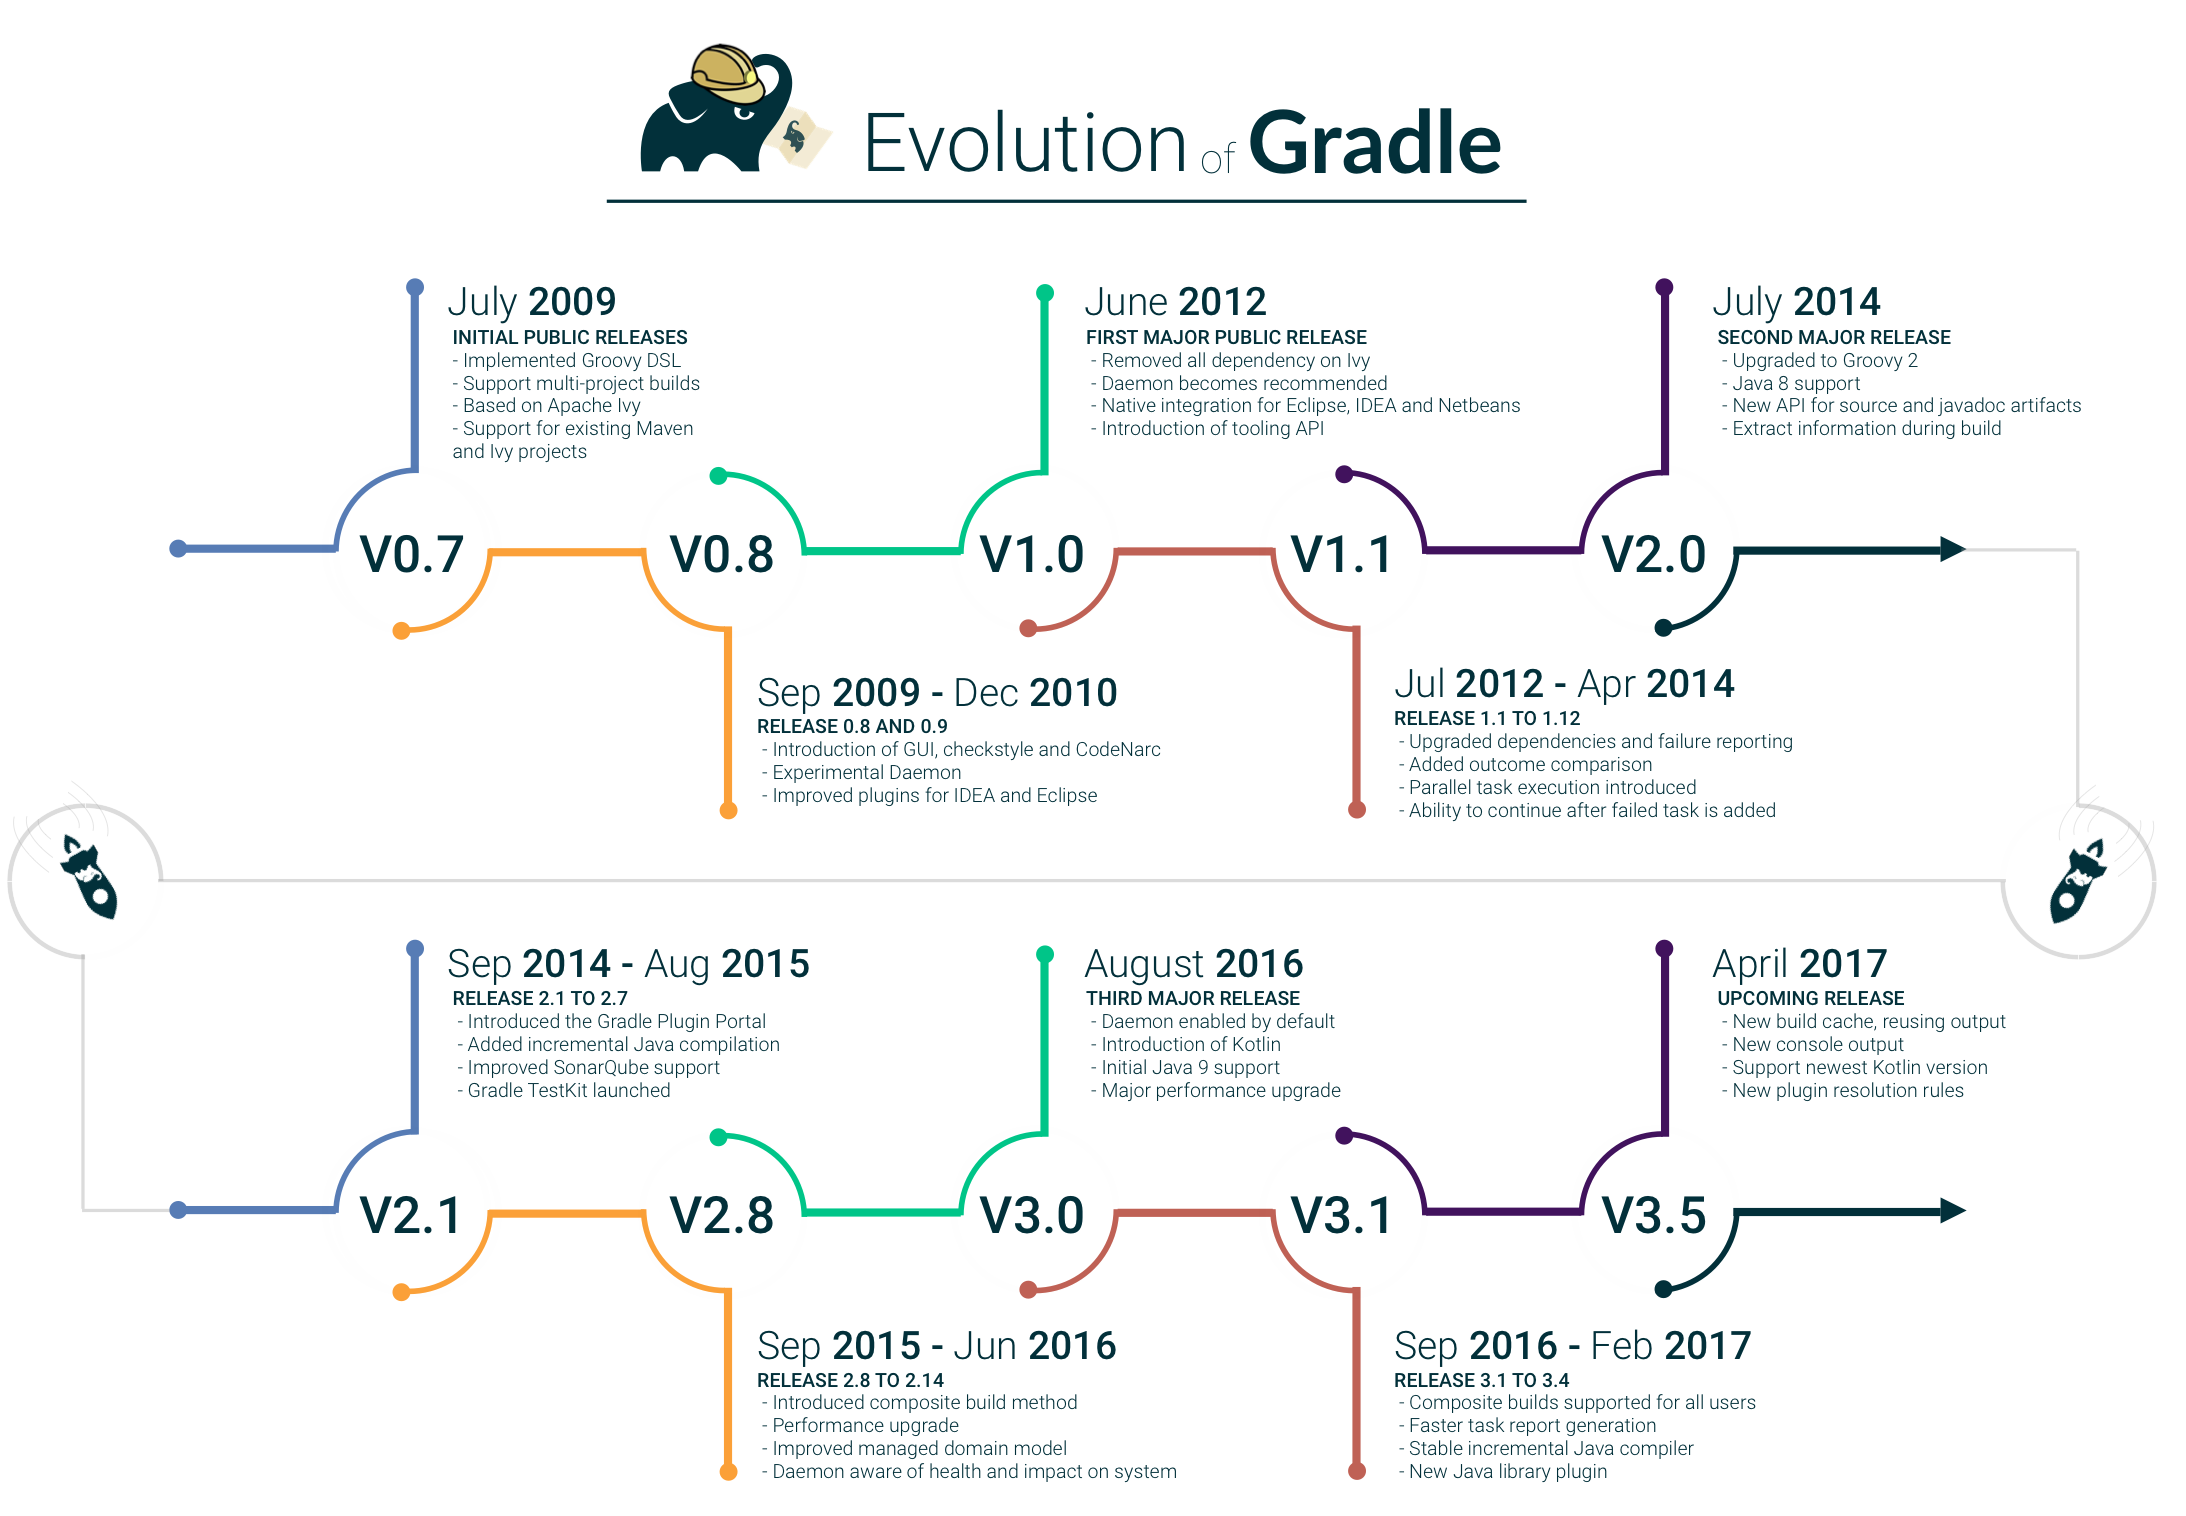 Evolution of Gradle
July 2009
INITIAL PUBLIC RELEASES
- Implemented Groovy DSL
- Support multi-project builds
- Based on Apache Ivy
- Support for existing Maven
and Ivy projects
June 2012
FIRST MAJOR PUBLIC RELEASE
- Removed all dependency on Ivy
- Daemon becomes recommended
- Native integration for Eclipse, IDEA and Netbeans
- Introduction of tooling API
July 2014
SECOND MAJOR RELEASE
- Upgraded to Groovy 2
- Java 8 support
- New API for source and javadoc artifacts
- Extract information during build
V0.7
V0.8
V1.0
V1.1
V2.0
Sep 2009 - Dec 2010
RELEASE 0.8 AND 0.9
- Introduction of GUI, checkstyle and CodeNarc
- Experimental Daemon
- Improved plugins for IDEA and Eclipse
Jul 2012 - Apr 2014
RELEASE 1.1 TO 1.12
- Upgraded dependencies and failure reporting
- Added outcome comparison
- Parallel task execution introduced
- Ability to continue after failed task is added
Sep 2014 - Aug 2015
RELEASE 2.1 TO 2.7
- Introduced the Gradle Plugin Portal
- Added incremental Java compilation
- Improved SonarQube support
- Gradle TestKit launched
August 2016
THIRD MAJOR RELEASE
- Daemon enabled by default
- Introduction of Kotlin
- Initial Java 9 support
- Major performance upgrade
April 2017
UPCOMING RELEASE
- New build cache, reusing output
- New console output
- Support newest Kotlin version
- New plugin resolution rules
V2.1
V2.8
V3.0
V3.1
V3.5
Sep 2015 - Jun 2016
RELEASE 2.8 TO 2.14
- Introduced composite build method
- Performance upgrade
- Improved managed domain model
- Daemon aware of health and impact on system
Sep 2016 - Feb 2017
RELEASE 3.1 TO 3.4
- Composite builds supported for all users
- Faster task report generation
- Stable incremental Java compiler
- New Java library plugin